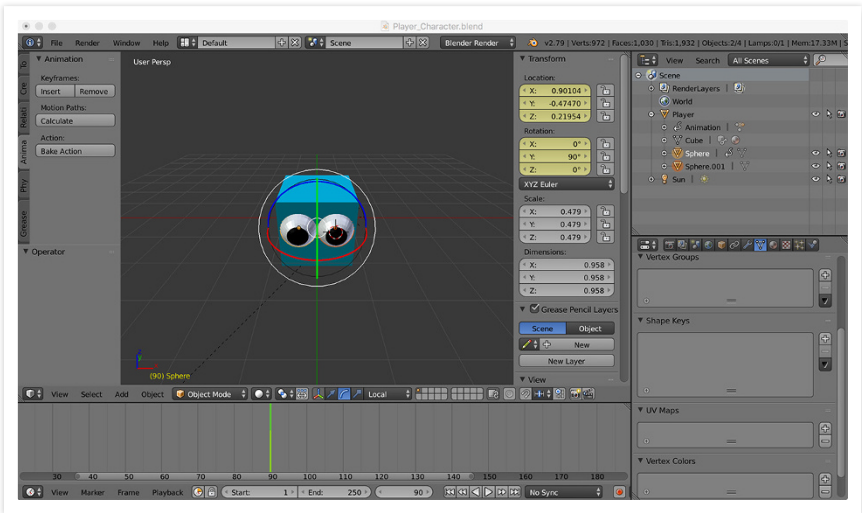 Player_Character.blend
File Render Window Help Default Scene Blender Render v2.79 | Verts:972 | Faces:1,030 | Tris:1,932 | Objects:2/4 | Lamps:0/1 | Mem:17.33M | S
Animation
Keyframes:
Insert Remove
Motion Paths:
Calculate
Action:
Bake Action
Operator
To
Cre
Relati
Anima
Phy
Grease
User Persp
y
(90) Sphere
Transform
Location:
X: 0.90104
Y: -0.47470
Z: 0.21954
Rotation:
X: 0°
Y: 90°
Z: 0°
XYZ Euler
Scale:
X: 0.479
Y: 0.479
Z: 0.479
Dimensions:
X: 0.958
Y: 0.958
Z: 0.958
Grease Pencil Layers
Scene Object
New
New Layer
View
View Search All Scenes
Scene
RenderLayers |
World
Player
Animation |
Cube |
Sphere |
Sphere.001 |
Sun |
Vertex Groups
Shape Keys
UV Maps
Vertex Colors
View Select Add Object Object Mode Local
30 40 50 60 70 80 90 100 110 120 130 140 150 160 170 180
View Marker Frame Playback Start: 1 End: 250 90 No Sync